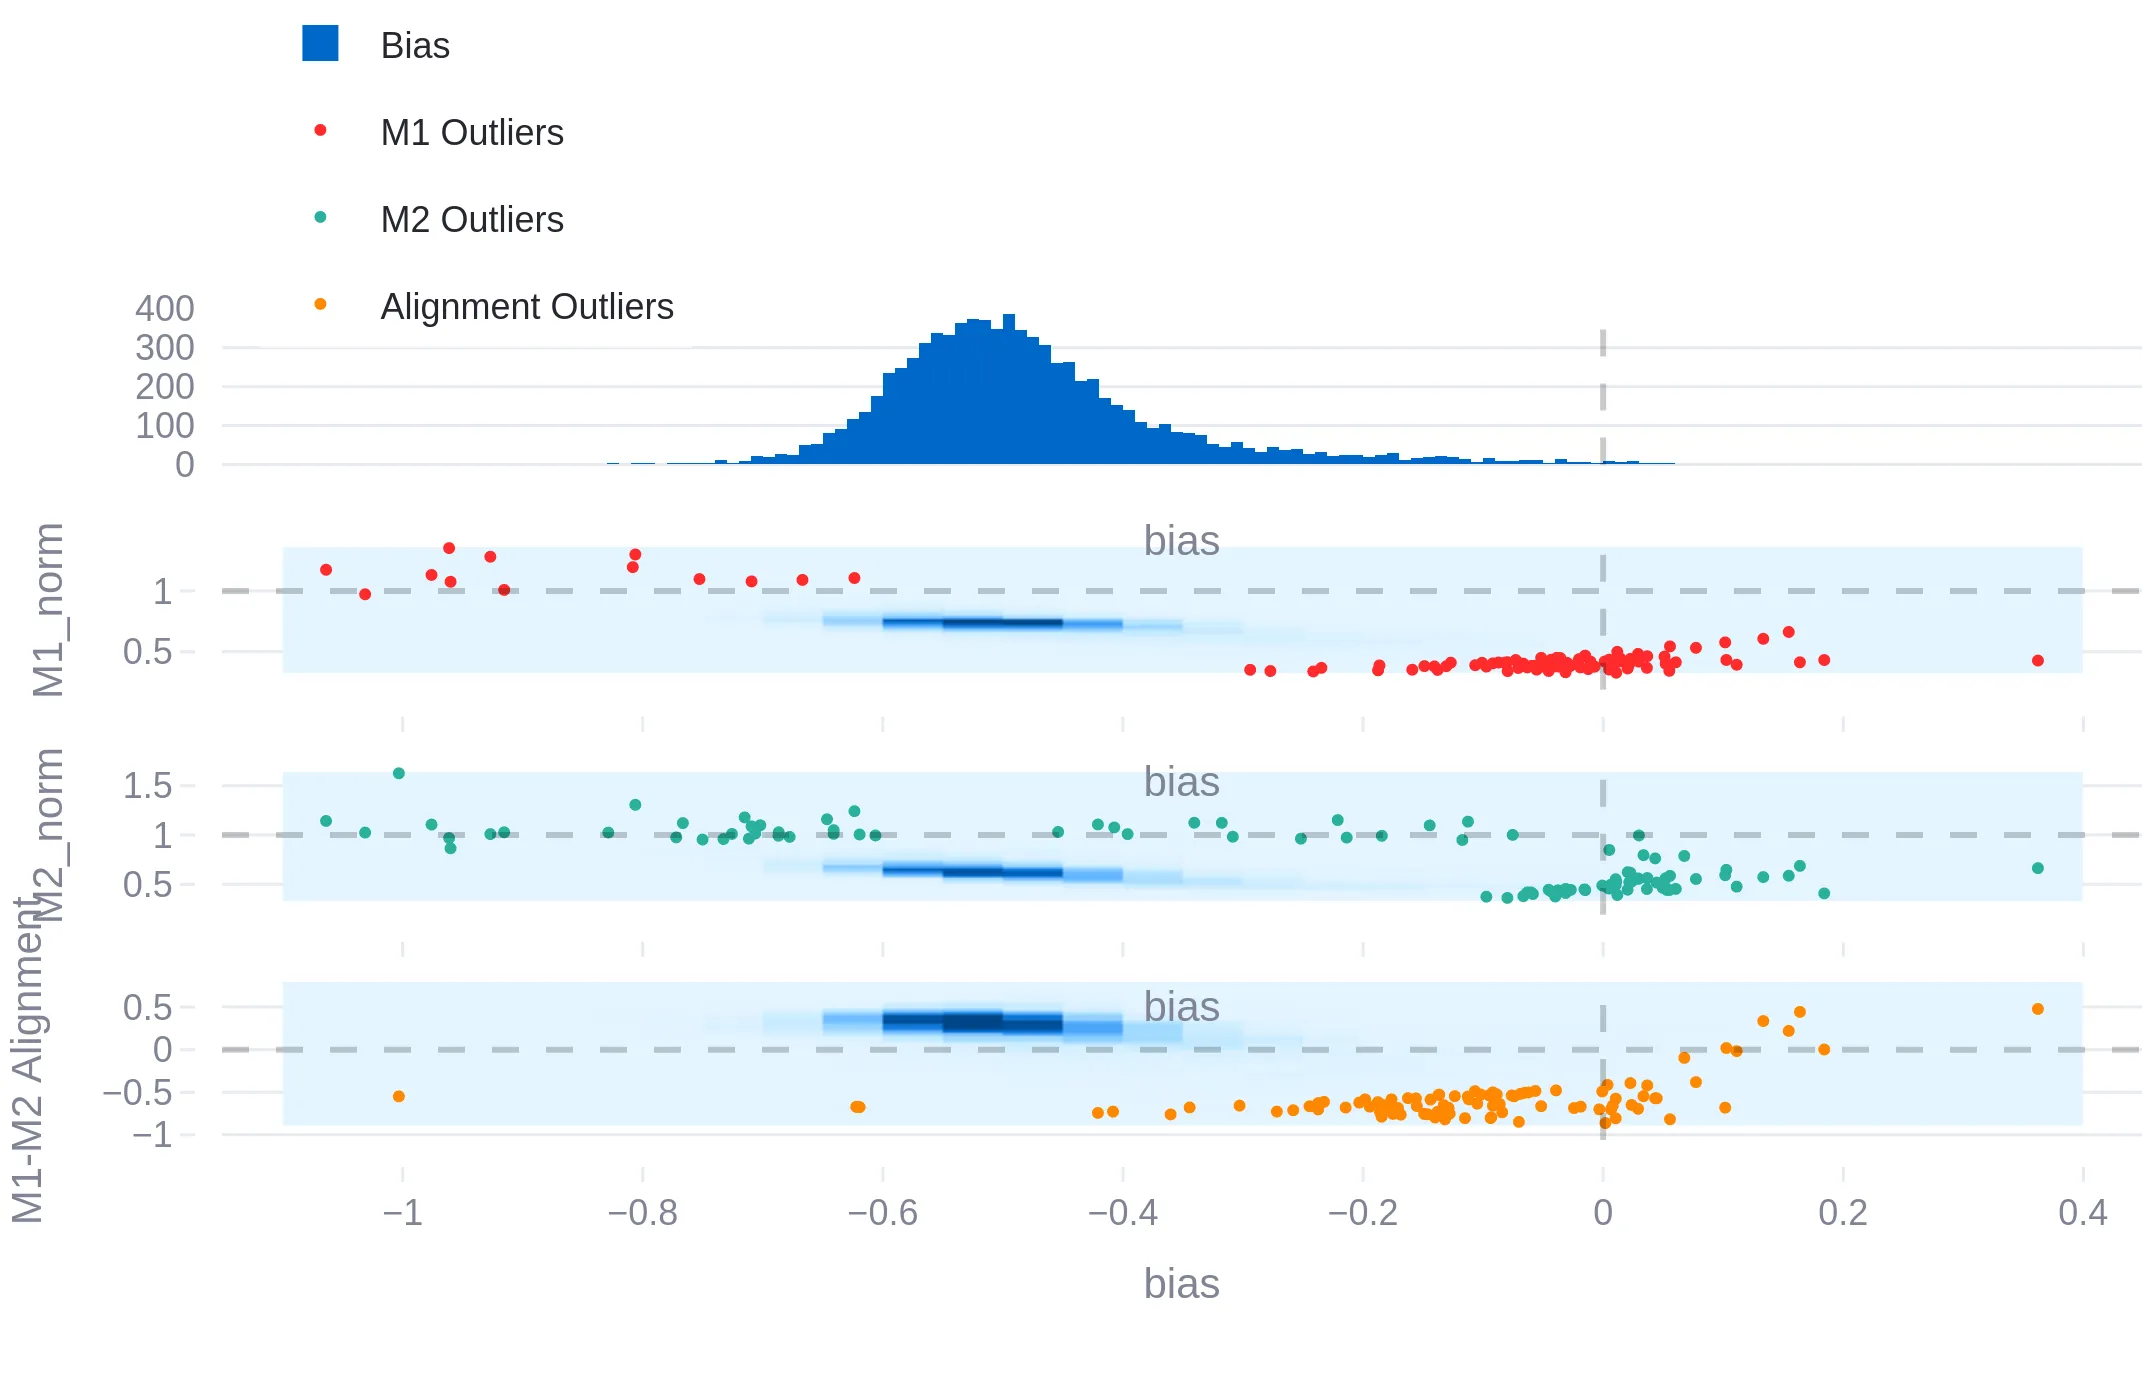 Bias
M1 Outliers
M2 Outliers
Alignment Outliers
400
300
200
100
0
bias
M1_norm
1
0.5
bias
M2_norm
1.5
1
0.5
bias
M1-M2 Alignment
0.5
0
−0.5
−1
−1 −0.8 −0.6 −0.4 −0.2 0 0.2 0.4
bias